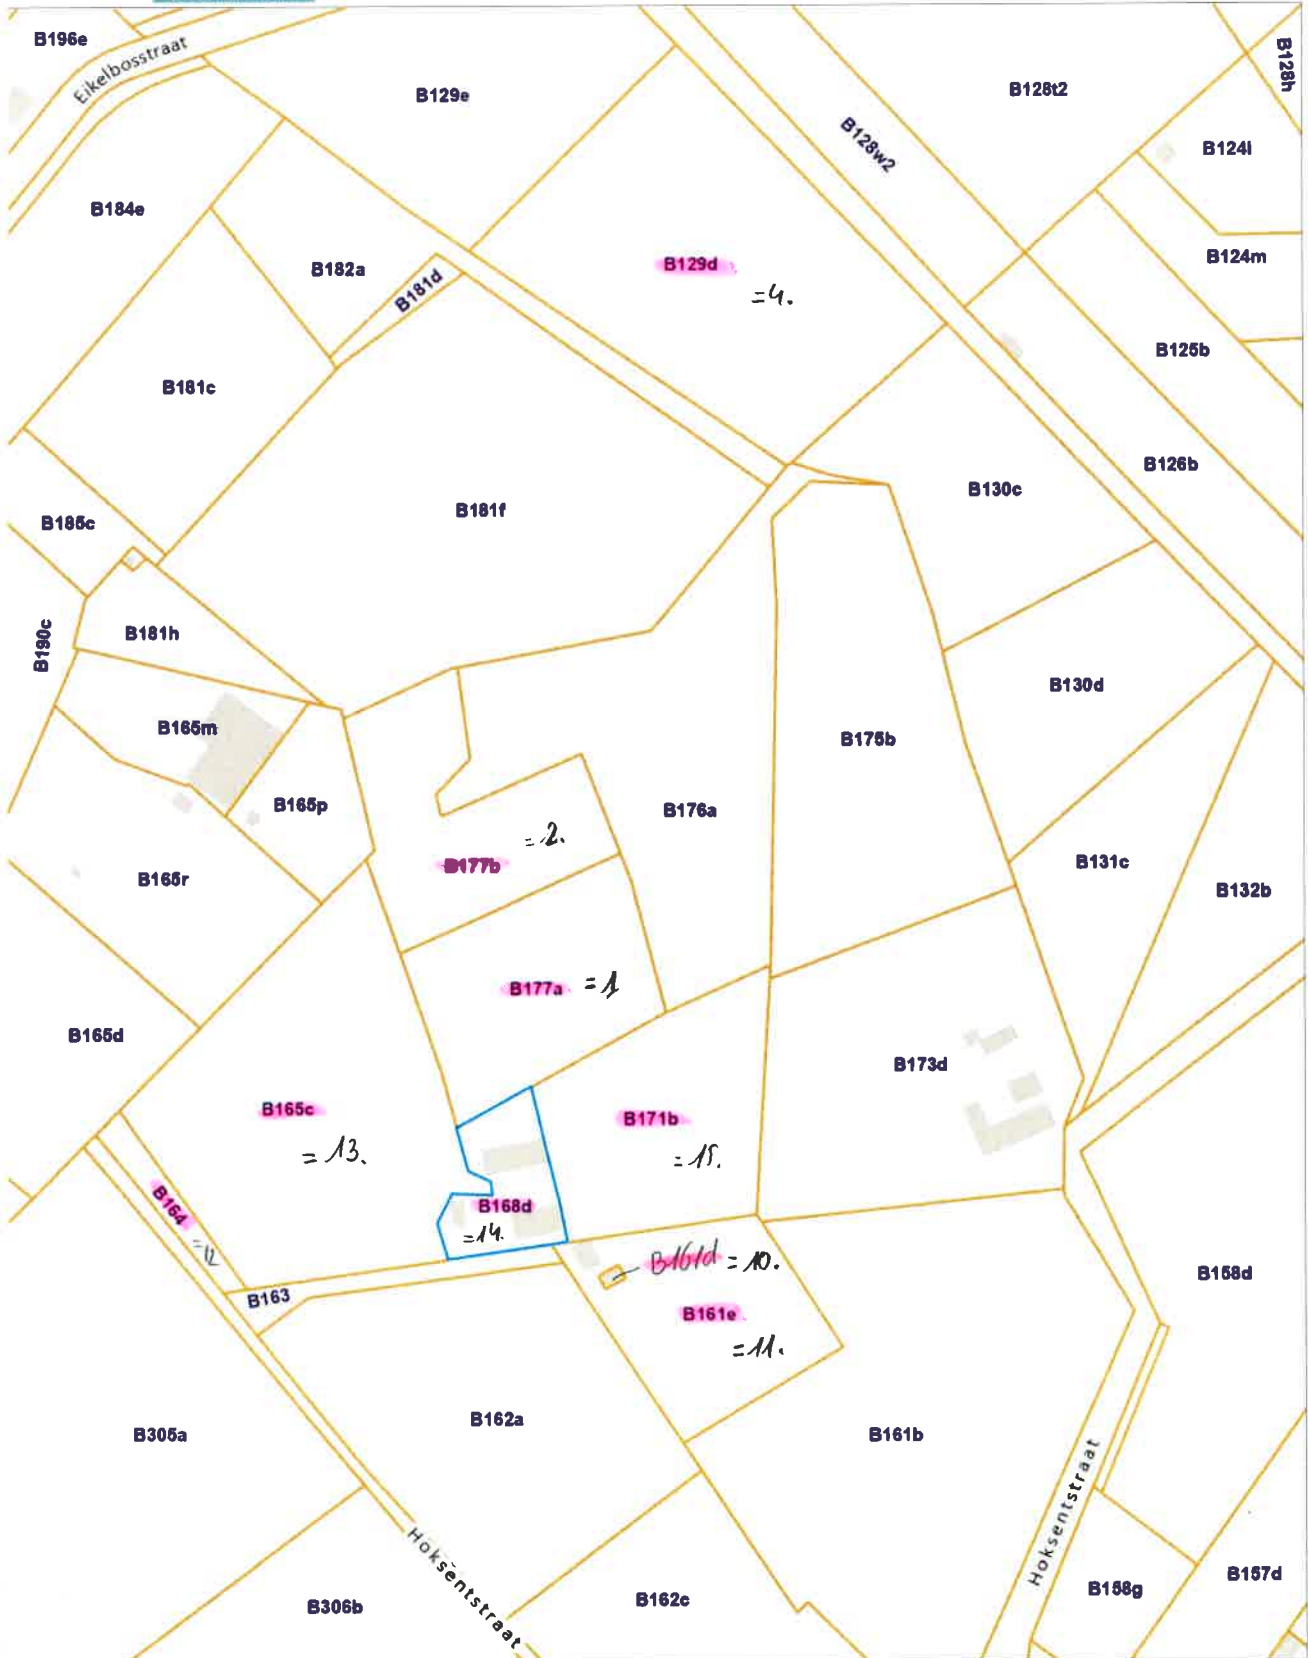 B196e
Eikelbosstraat
B129e
B128t2
B128h
B128w2
B124l
B184e
B124m
B182a
B129d
=4.
B181d
B125b
B181c
B126b
B130c
B181f
B185c
B190c
B181h
B130d
B165m
B175b
B165p
B176a
=2.
B177b
B131c
B165r
B132b
B177a =1
B165d
B173d
B165c
=13.
B171b
=15.
B164
=12
B168d
=14.
B161d =10.
B163
B158d
B161e
=11.
B162a
B305a
B161b
Hoksentstraat
Hoksentstraat
B306b
B162c
B158g
B157d